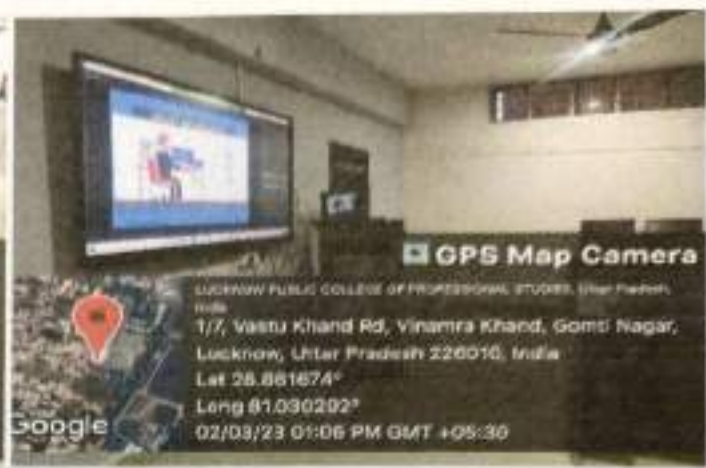 GPS Map Camera
LUCKNOW PUBLIC COLLEGE OF PROFESSIONAL STUDIES, Uttar Pradesh,
India
1/7, Vastu Khand Rd, Vinamra Khand, Gomti Nagar,
Lucknow, Uttar Pradesh 226010, India
Lat 26.861674°
Long 81.030202°
02/03/23 01:06 PM GMT +05:30
Google